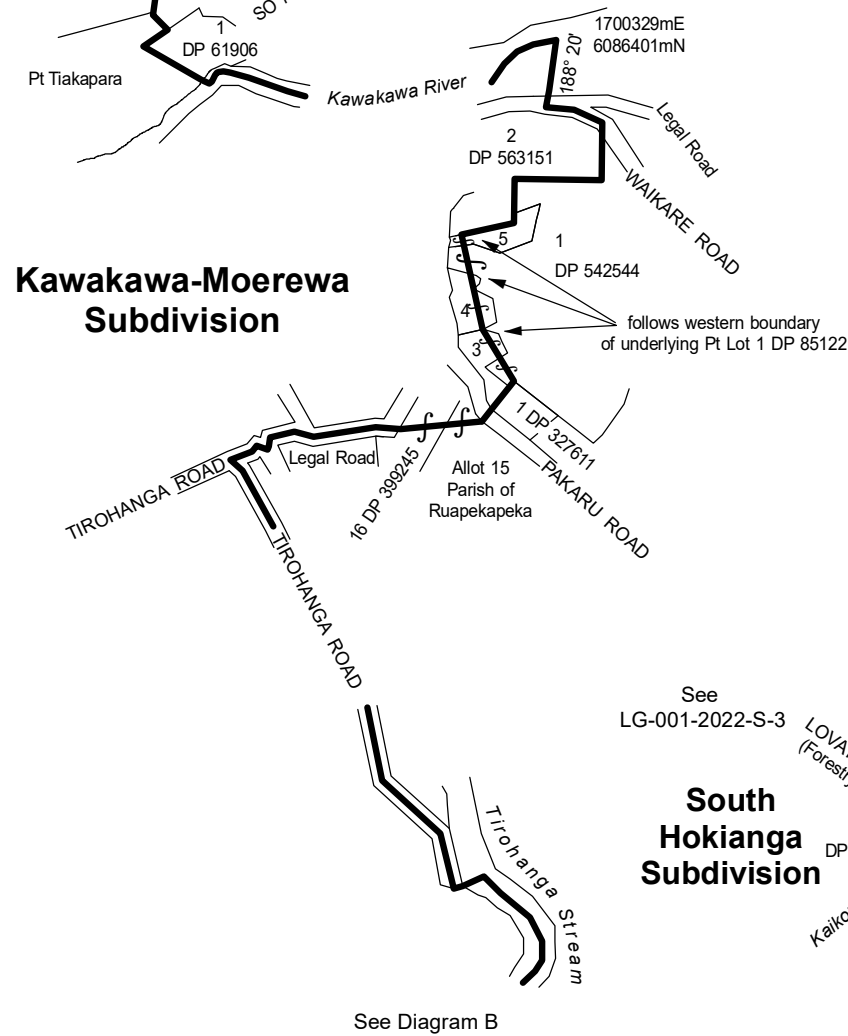 SO
1
DP 61906
Pt Tiakapara
Kawakawa River
1700329mE
6086401mN
188° 20'
Legal Road
2
DP 563151
WAIKARE ROAD
5
1
DP 542544
Kawakawa-Moerewa
Subdivision
4
follows western boundary
of underlying Pt Lot 1 DP 85122
3
1 DP 327611
Legal Road
TIROHANGA ROAD
16 DP 399245
Allot 15
Parish of
Ruapekapeka
PAKARU ROAD
TIROHANGA ROAD
See
LG-001-2022-S-3
(Forestry
South
Hokianga
Subdivision
DP
Tirohanga Stream
See Diagram B